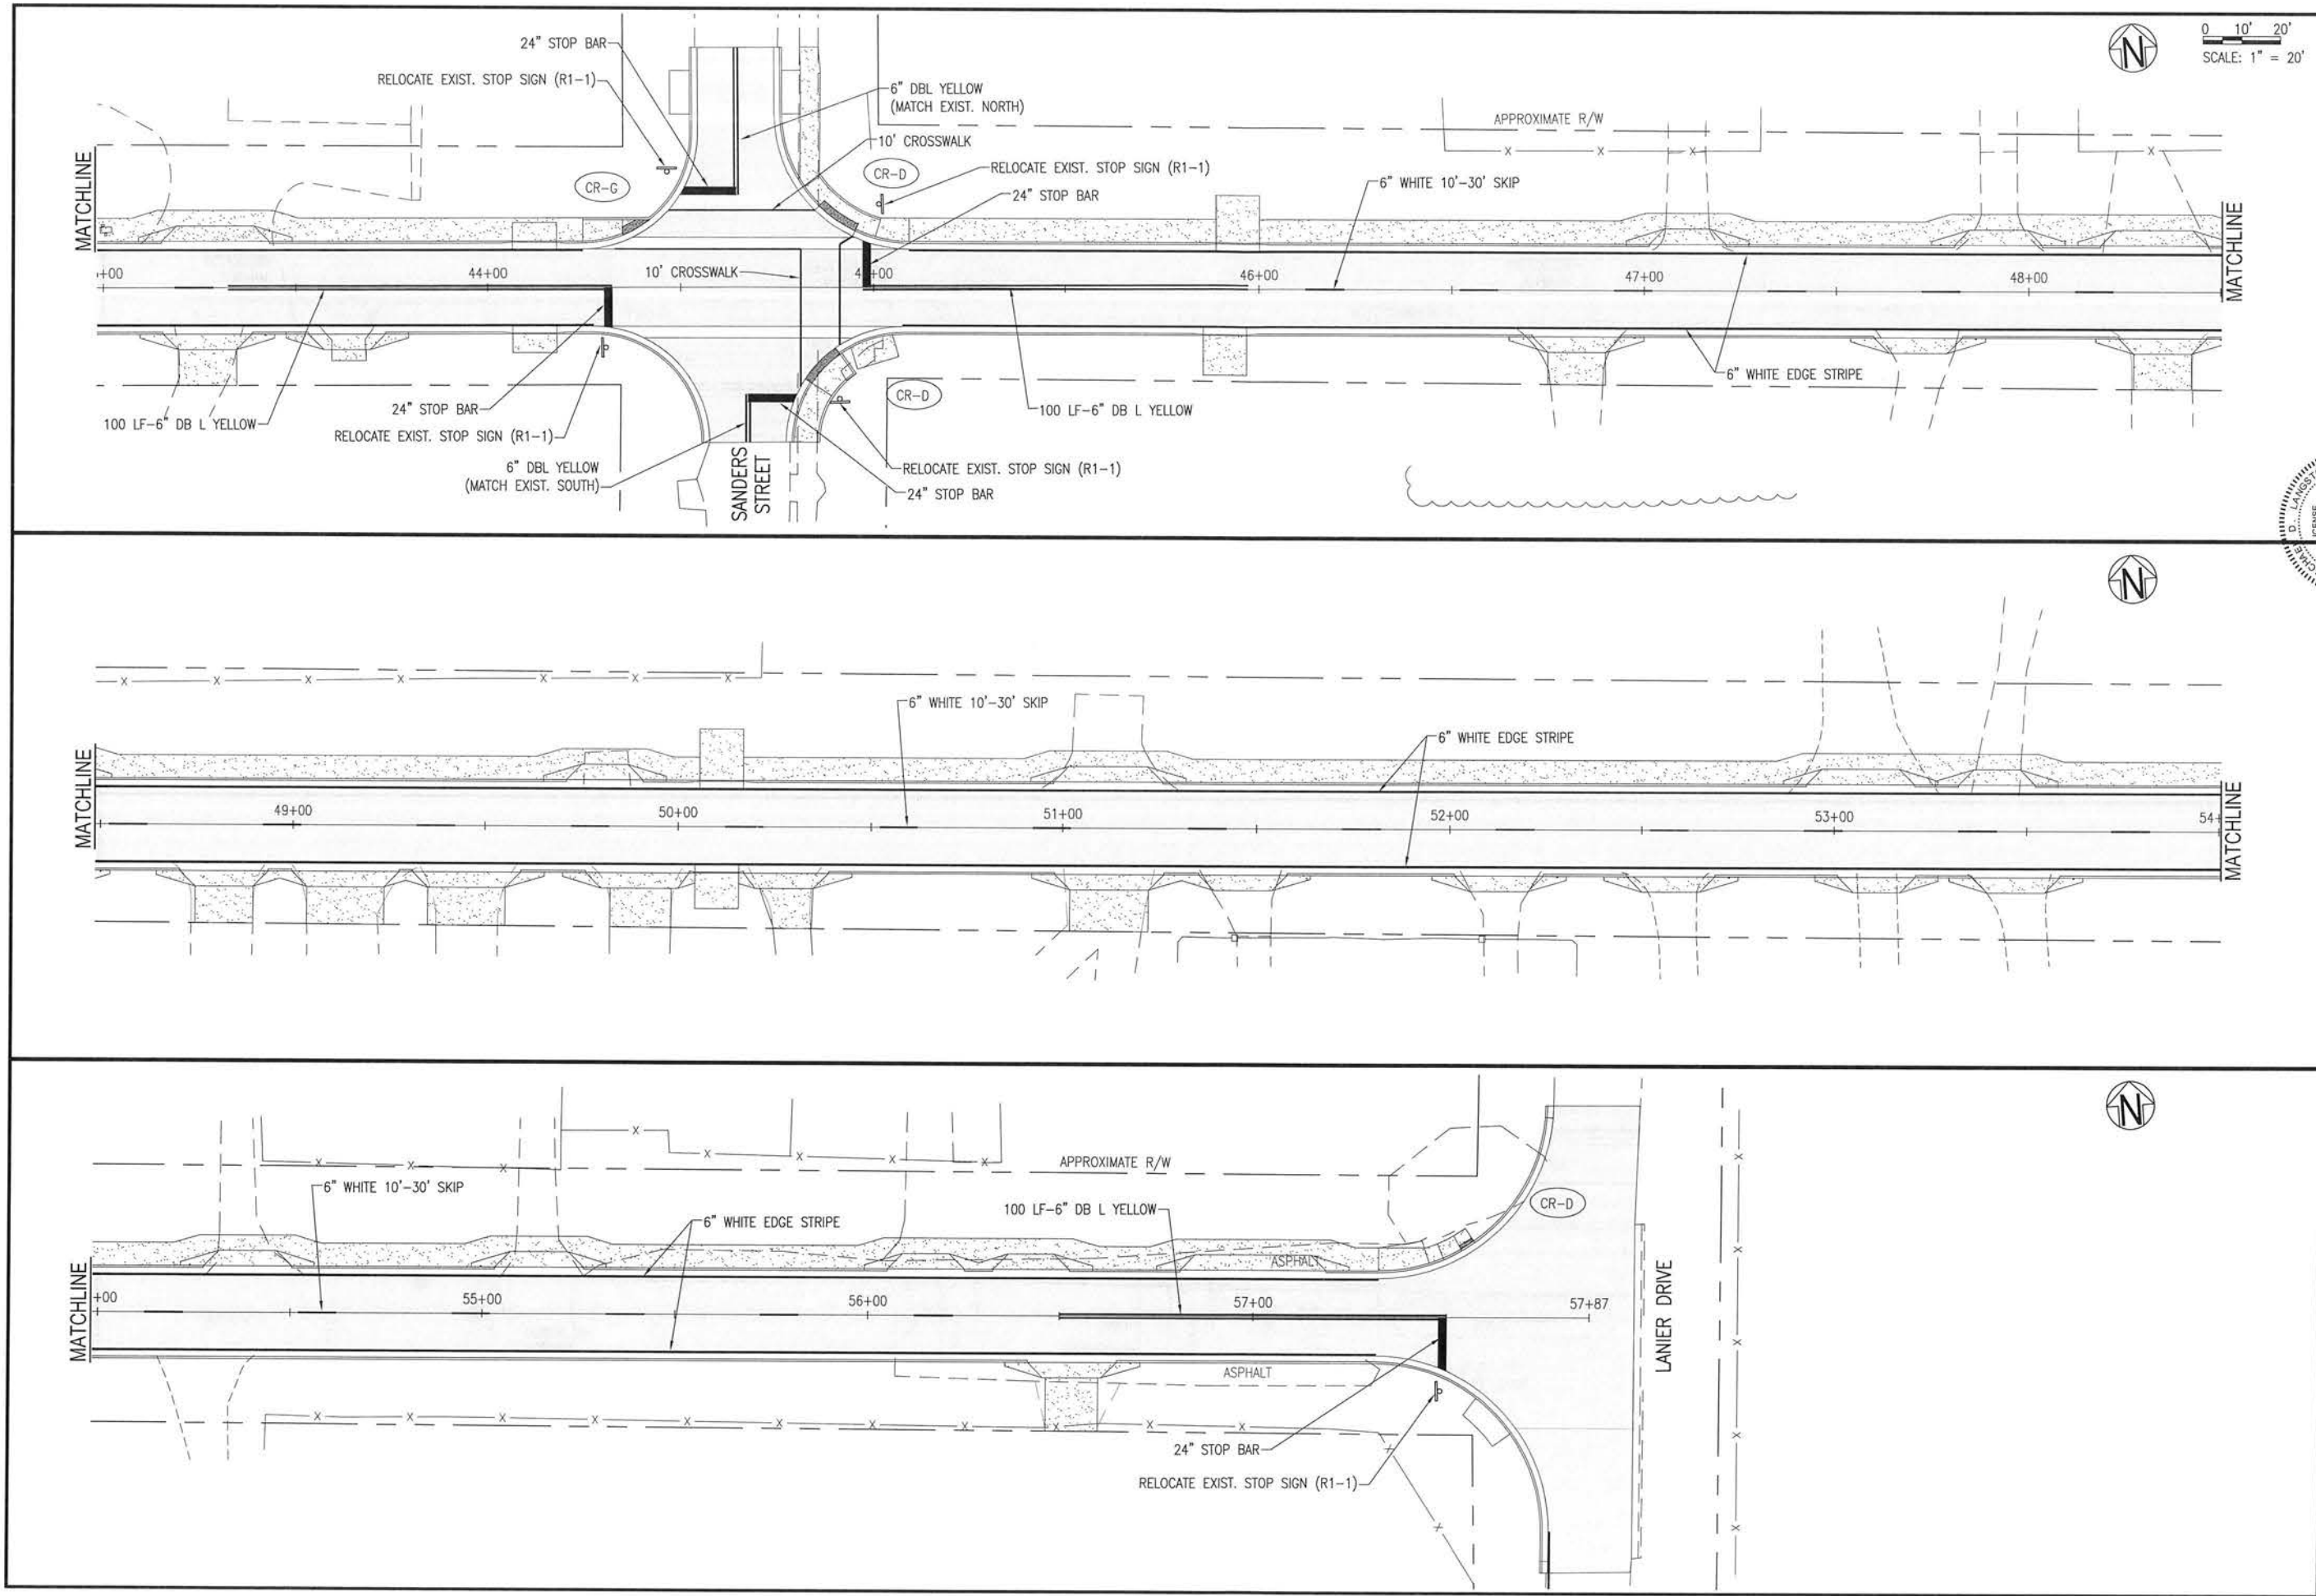 24" STOP BAR
RELOCATE EXIST. STOP SIGN (R1-1)
6" DBL YELLOW
(MATCH EXIST. NORTH)
10' CROSSWALK
CR-G
CR-D
RELOCATE EXIST. STOP SIGN (R1-1)
24" STOP BAR
6" WHITE 10'-30' SKIP
APPROXIMATE R/W
N
0 10' 20'
SCALE: 1" = 20'
MATCHLINE
+00
44+00
10' CROSSWALK
46+00
47+00
48+00
MATCHLINE
24" STOP BAR
100 LF-6" DB L YELLOW
RELOCATE EXIST. STOP SIGN (R1-1)
6" DBL YELLOW
(MATCH EXIST. SOUTH)
SANDERS
STREET
CR-D
100 LF-6" DB L YELLOW
RELOCATE EXIST. STOP SIGN (R1-1)
24" STOP BAR
6" WHITE EDGE STRIPE
N
MATCHLINE
6" WHITE 10'-30' SKIP
6" WHITE EDGE STRIPE
49+00
50+00
51+00
52+00
53+00
54+
MATCHLINE
N
APPROXIMATE R/W
6" WHITE 10'-30' SKIP
6" WHITE EDGE STRIPE
100 LF-6" DB L YELLOW
CR-D
ASPHALT
MATCHLINE
+00
55+00
56+00
57+00
57+87
LANIER DRIVE
ASPHALT
24" STOP BAR
RELOCATE EXIST. STOP SIGN (R1-1)